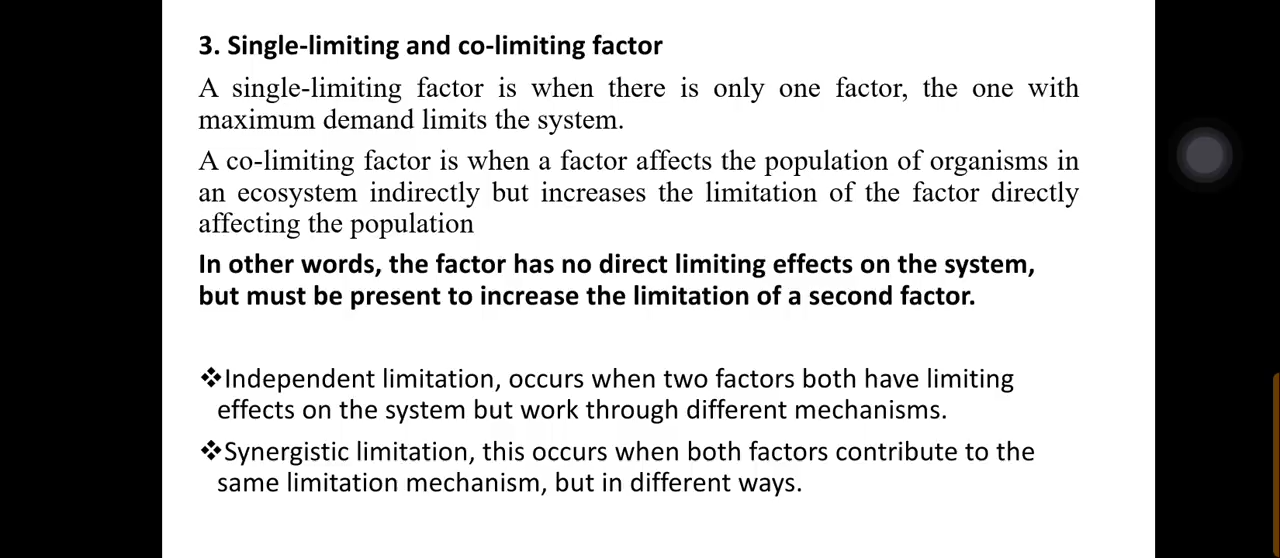 3. Single-limiting and co-limiting factor
A single-limiting factor is when there is only one factor, the one with
maximum demand limits the system.
A co-limiting factor is when a factor affects the population of organisms in
an ecosystem indirectly but increases the limitation of the factor directly
affecting the population
In other words, the factor has no direct limiting effects on the system,
but must be present to increase the limitation of a second factor.
❖Independent limitation, occurs when two factors both have limiting
effects on the system but work through different mechanisms.
❖Synergistic limitation, this occurs when both factors contribute to the
same limitation mechanism, but in different ways.